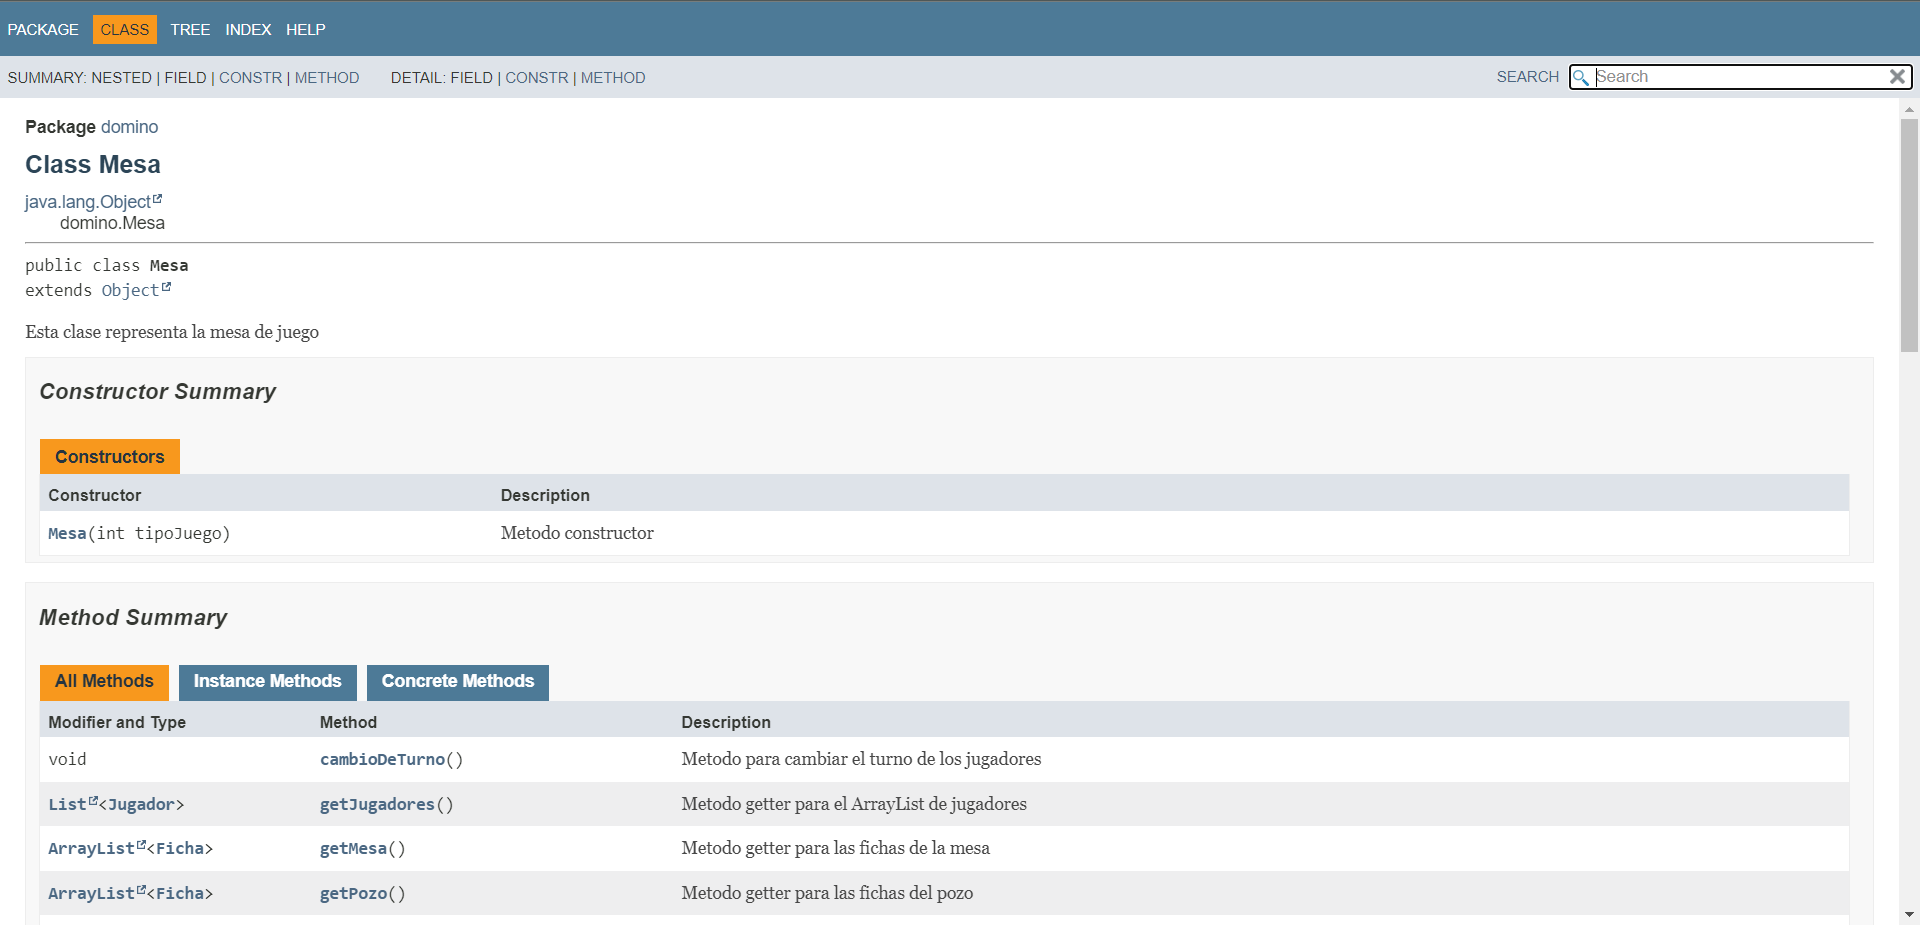 PACKAGE CLASS TREE INDEX HELP
SUMMARY: NESTED | FIELD | CONSTR | METHOD DETAIL: FIELD | CONSTR | METHOD SEARCH Search
Package domino
Class Mesa
java.lang.Object
domino.Mesa
public class Mesa
extends Object
Esta clase representa la mesa de juego
Constructor Summary
Constructors
Constructor Description
Mesa(int tipoJuego) Metodo constructor
Method Summary
All Methods Instance Methods Concrete Methods
Modifier and Type Method Description
void cambioDeTurno() Metodo para cambiar el turno de los jugadores
List<Jugador> getJugadores() Metodo getter para el ArrayList de jugadores
ArrayList<Ficha> getMesa() Metodo getter para las fichas de la mesa
ArrayList<Ficha> getPozo() Metodo getter para las fichas del pozo